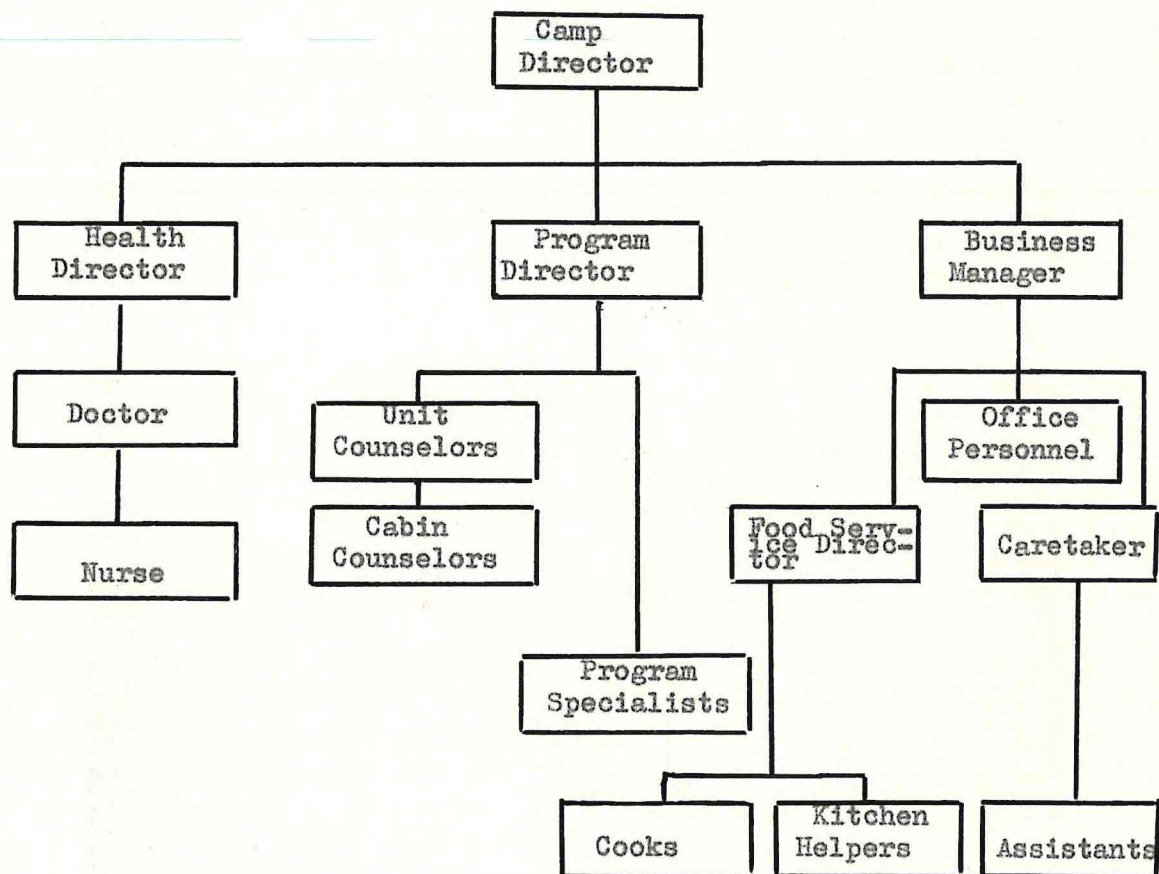 Camp
Director
Health
Director
Program
Director
Business
Manager
Doctor
Unit
Counselors
Office
Personnel
Nurse
Cabin
Counselors
Food Serv-
ice Direc-
tor
Caretaker
Program
Specialists
Cooks
Kitchen
Helpers
Assistants